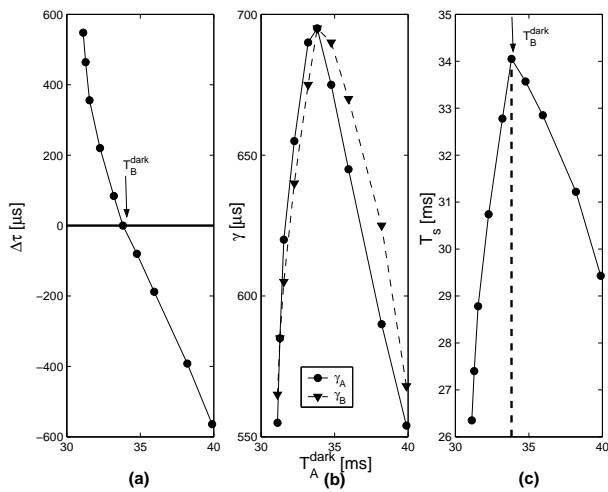 600
400
200
0
−200
−400
−600
30
35
40
Δτ [µs]
T_B^dark
(a)
700
650
600
550
30
35
40
γ [µs]
γ_A
γ_B
T_A^dark [ms]
(b)
35
34
33
32
31
30
29
28
27
26
30
35
40
T_s [ms]
T_B^dark
(c)